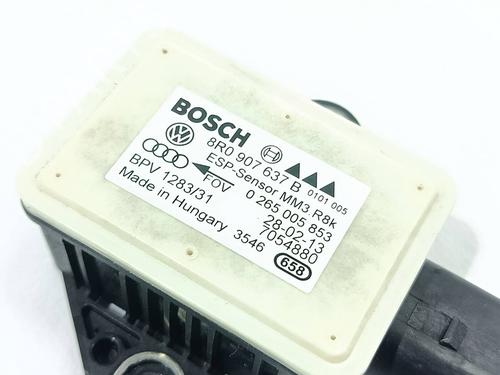 BOSCH
8R0 907 637 B 0101 005
ESP-Sensor MM3.R8k
FOV 0 265 005 853
BPV 1283/31 28-02-13
Made in Hungary 3546 7054880
658